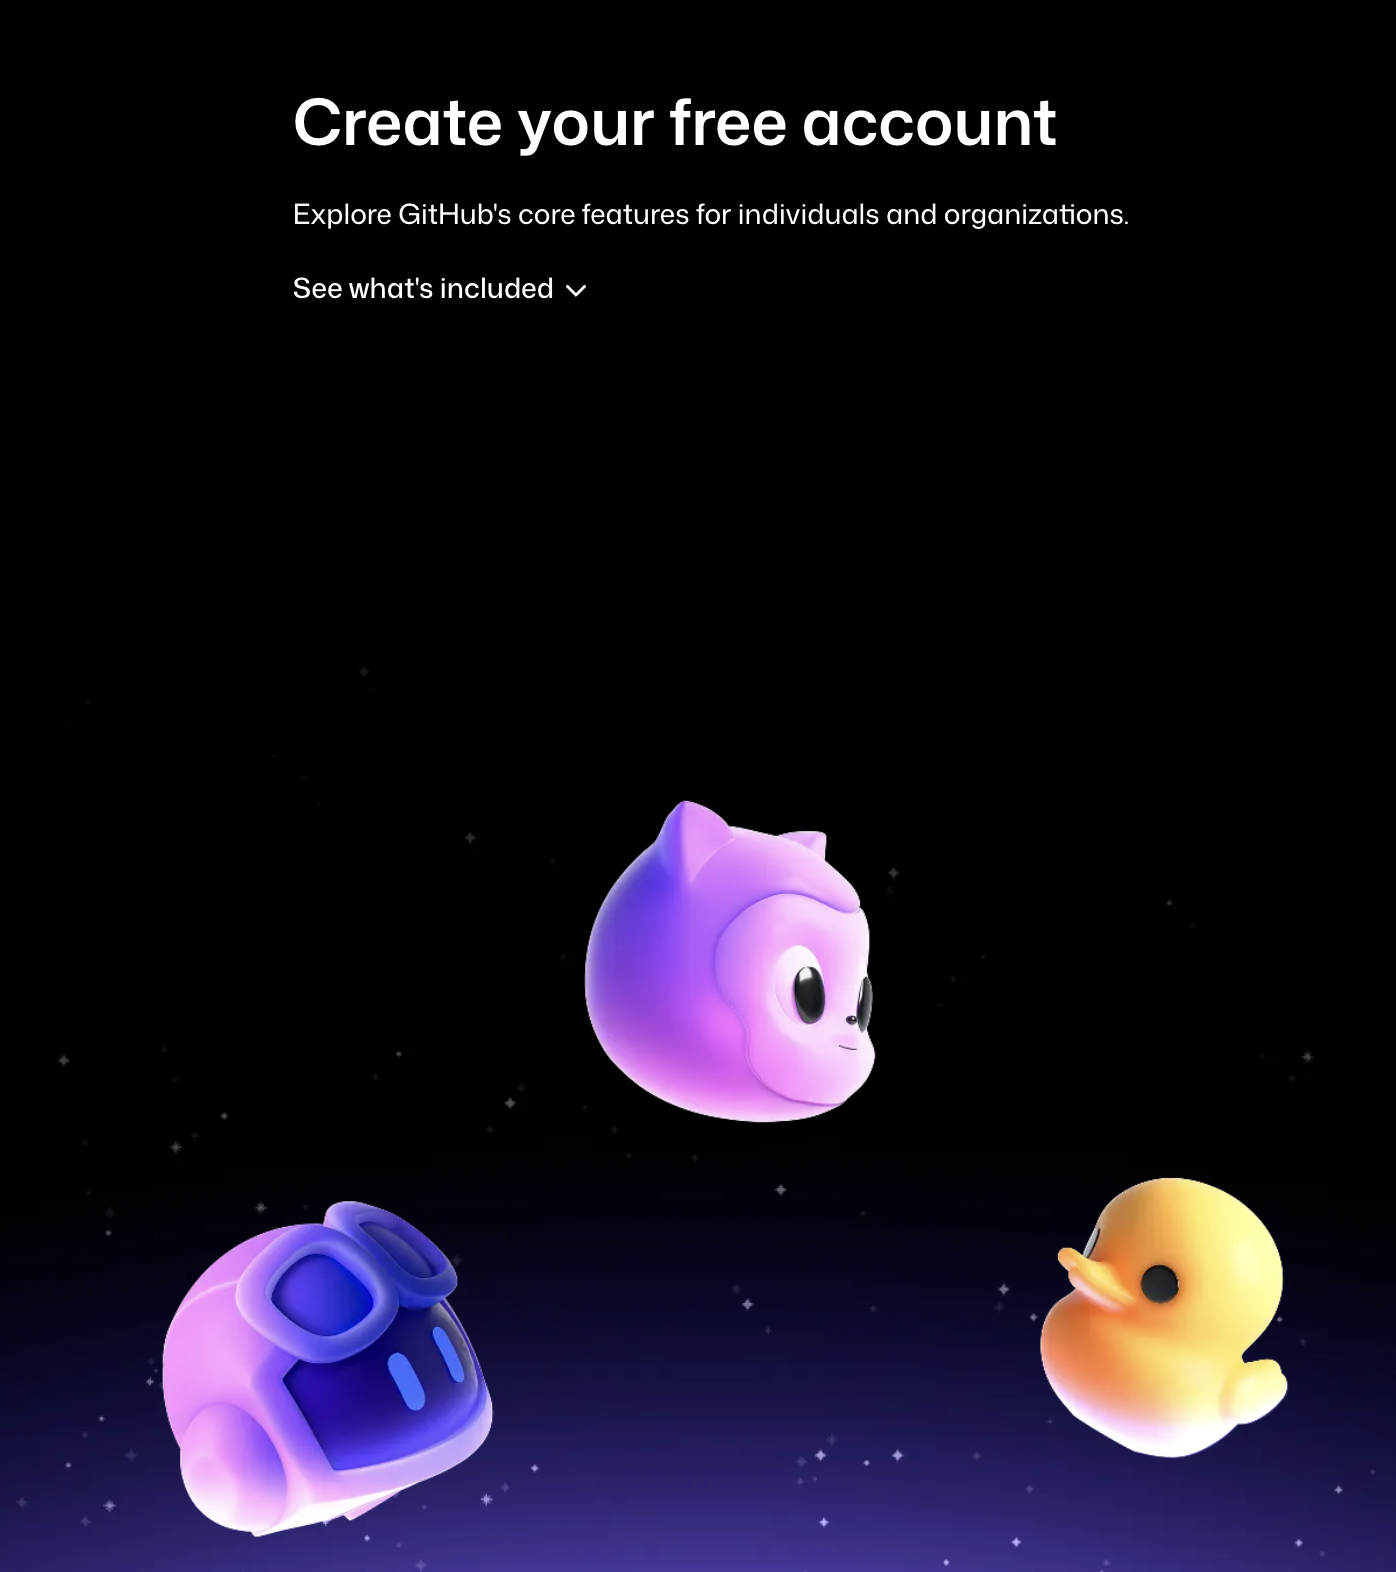 Create your free account
Explore GitHub's core features for individuals and organizations.
See what's included